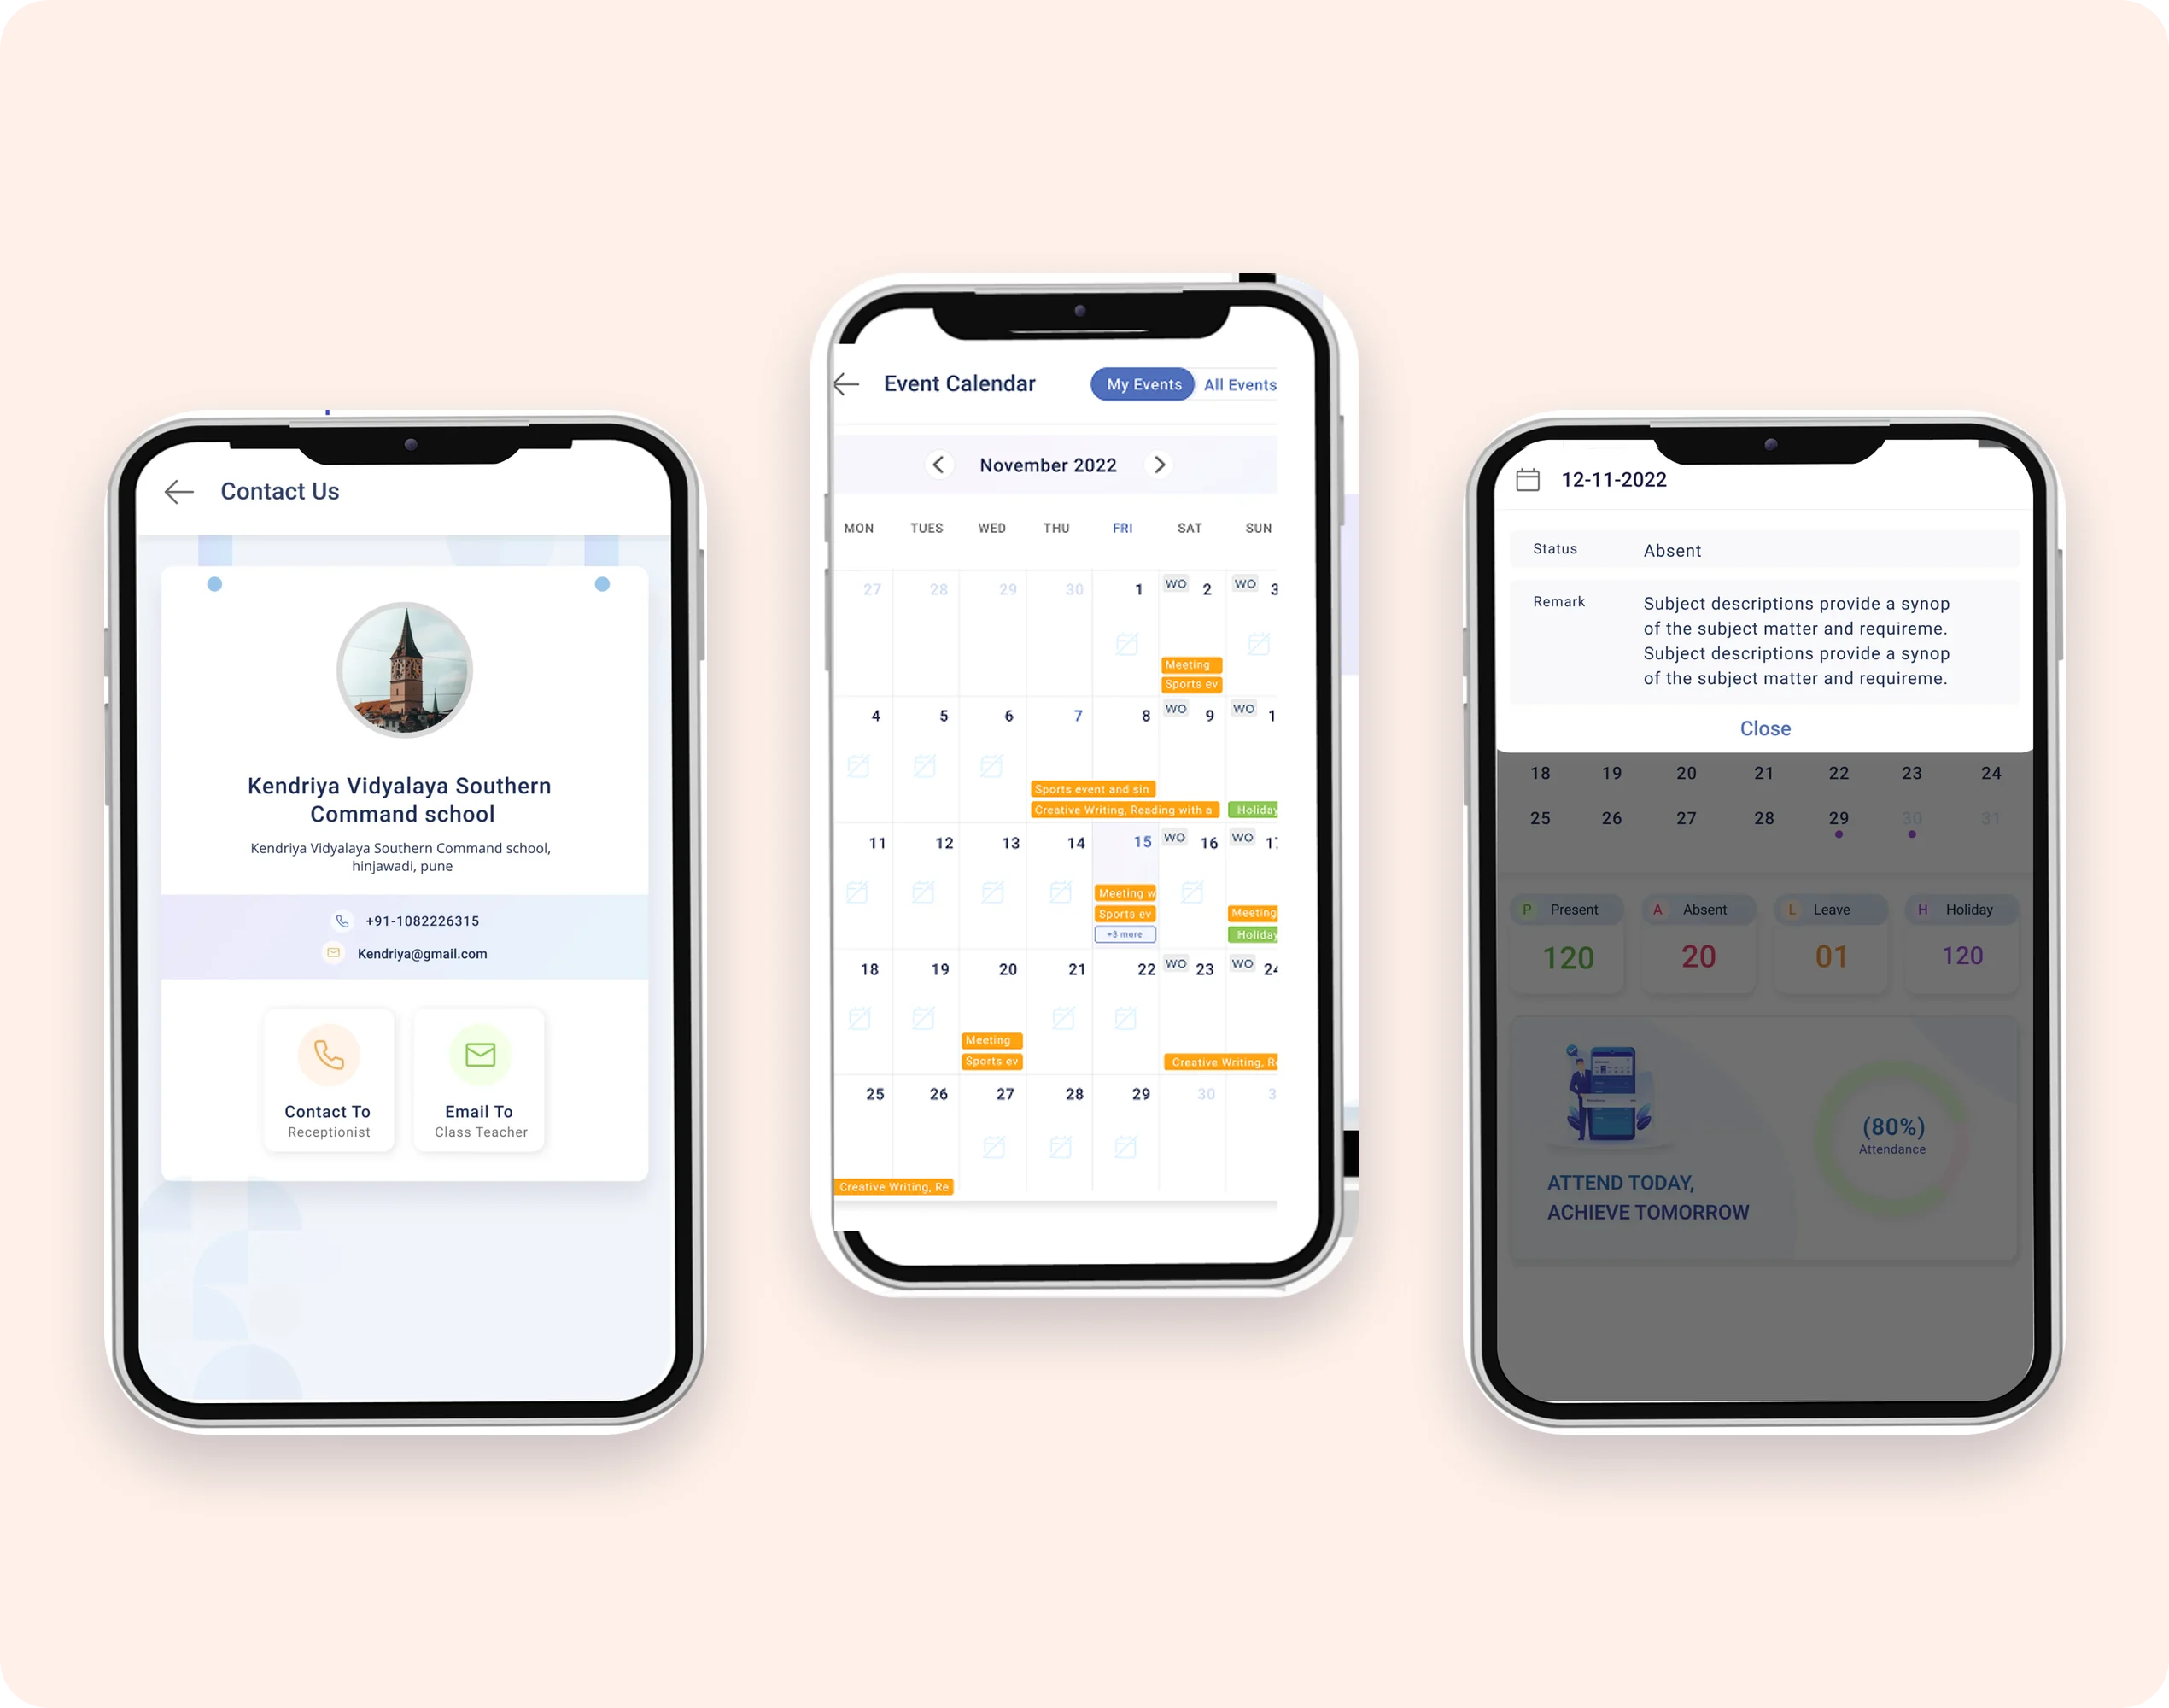 Contact Us
Kendriya Vidyalaya Southern
Command school
Kendriya Vidyalaya Southern Command school,
hinjawadi, pune
+91-1082226315
Kendriya@gmail.com
Contact To
Receptionist
Email To
Class Teacher
Event Calendar
My Events
All Events
November 2022
MON TUES WED THU FRI SAT SUN
27 28 29 30 1 WO 2 WO 3
Meeting
Sports ev
4 5 6 7 8 WO 9 WO 1
Sports event and sin
Creative Writing, Reading with a
Holiday
11 12 13 14 15 WO 16 WO 17
Meeting w
Sports ev
+3 more
Meeting
Holiday
18 19 20 21 22 WO 23 WO 24
Meeting
Sports ev
Creative Writing, Re
25 26 27 28 29 30 3
Creative Writing, Re
12-11-2022
Status Absent
Remark Subject descriptions provide a synop
of the subject matter and requireme.
Subject descriptions provide a synop
of the subject matter and requireme.
Close
18 19 20 21 22 23 24
25 26 27 28 29 30 31
P Present A Absent L Leave H Holiday
120 20 01 120
(80%)
Attendance
ATTEND TODAY,
ACHIEVE TOMORROW